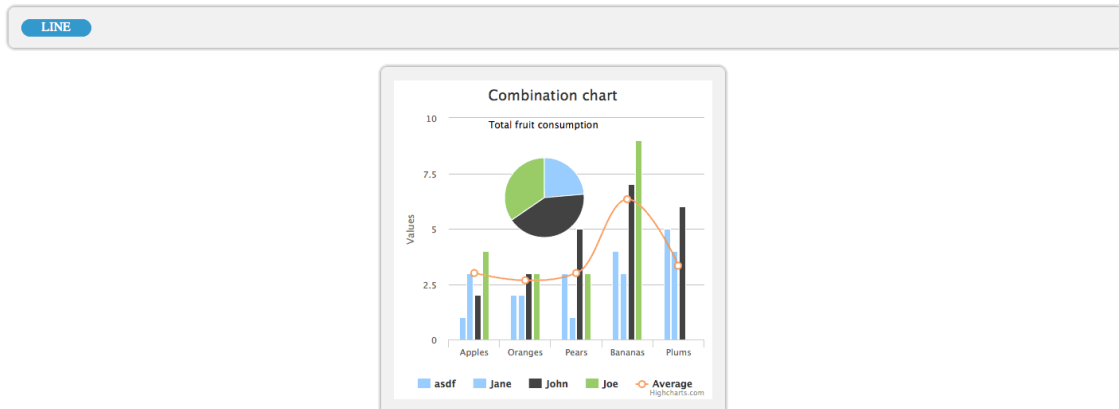 LINE
Combination chart
Total fruit consumption
10
7.5
5
2.5
0
Values
Apples Oranges Pears Bananas Plums
asdf Jane John Joe Average
Highcharts.com